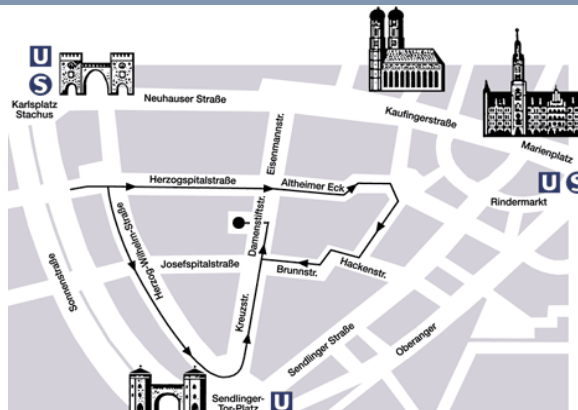 U
S
Karlsplatz
Stachus
Neuhauser Straße
Kaufingerstraße
Marienplatz
U S
Rindermarkt
Eisenmannstr.
Herzogspitalstraße
Altheimer Eck
Herzog-Wilhelm-Straße
Damenstiftstr.
Sonnenstraße
Josefspitalstraße
Brunnstr.
Hackenstr.
Kreuzstr.
Sendlinger Straße
Oberanger
Sendlinger-
Tor-Platz
U